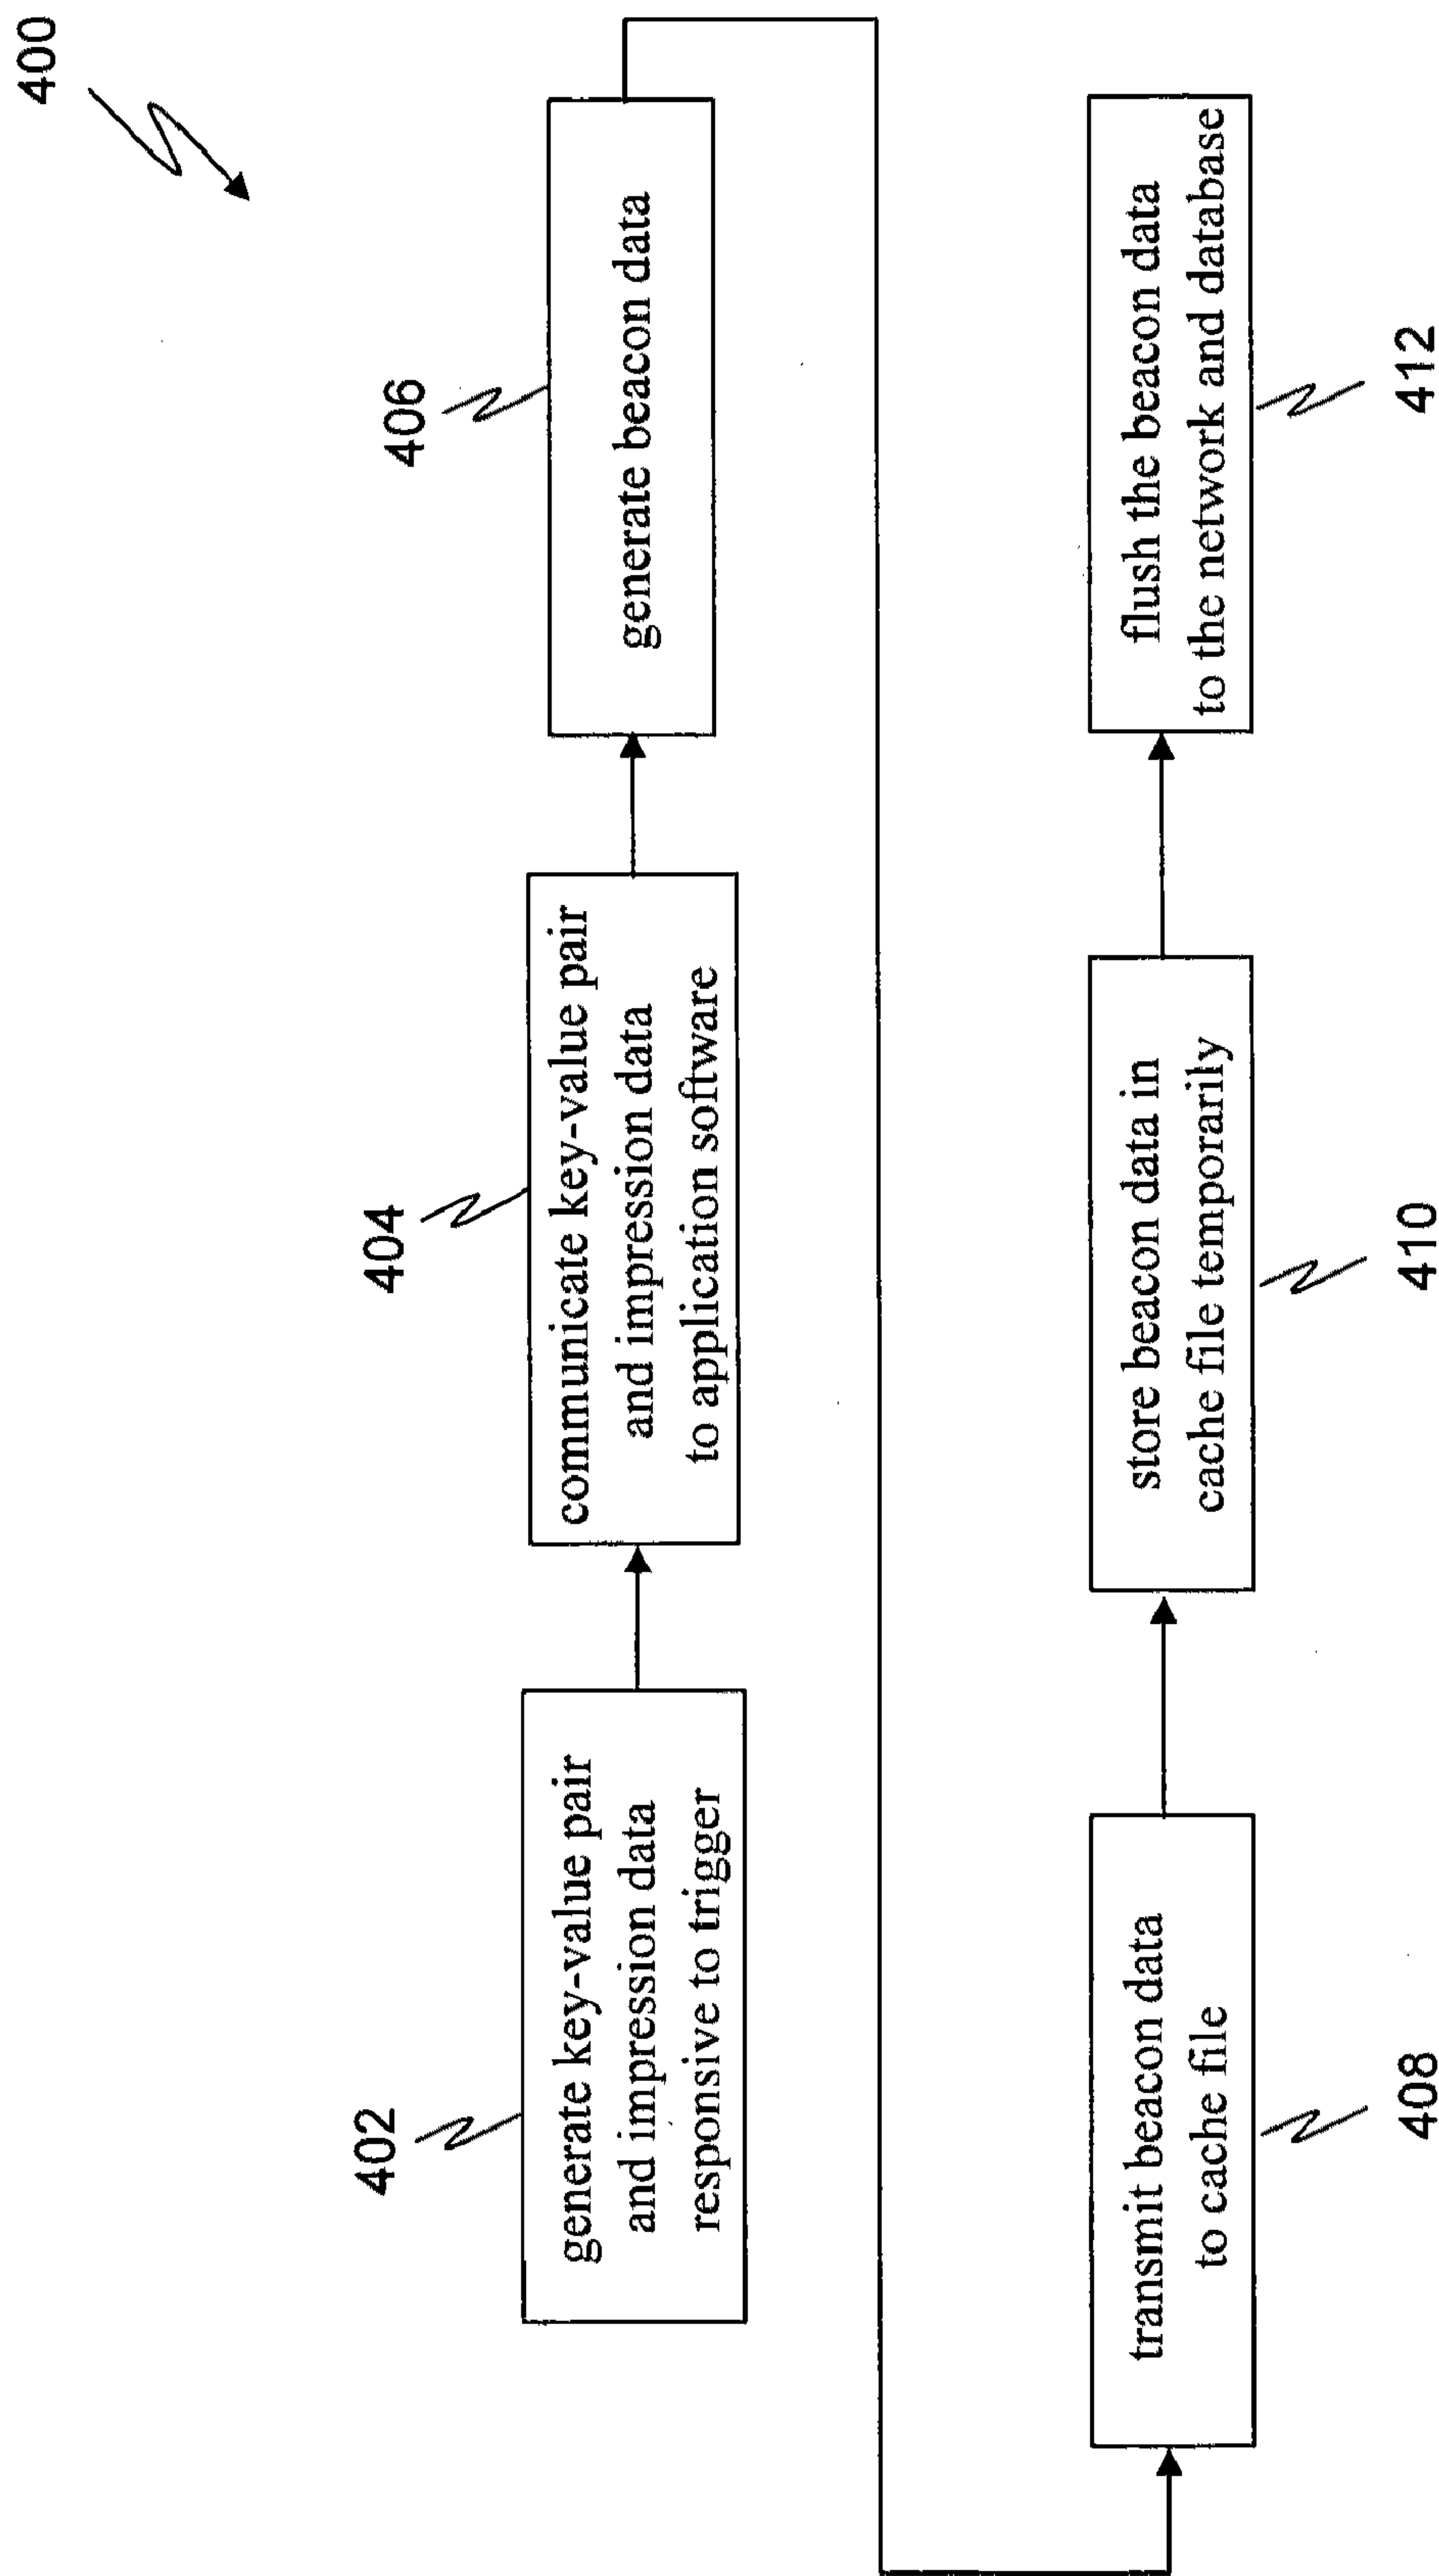 400
402
generate key-value pair
and impression data
responsive to trigger
404
communicate key-value pair
and impression data
to application software
406
generate beacon data
transmit beacon data
to cache file
408
store beacon data in
cache file temporarily
410
flush the beacon data
to the network and database
412